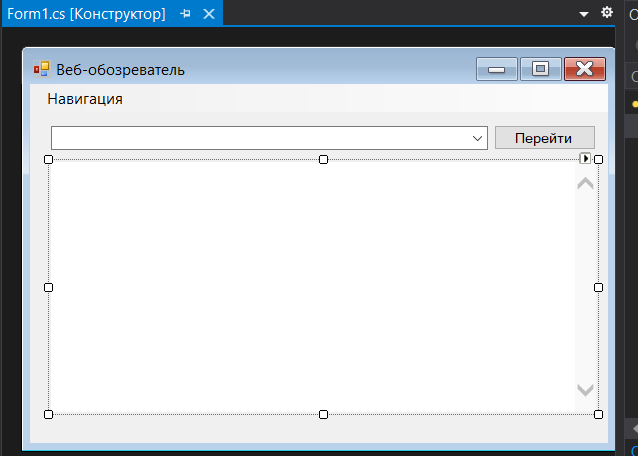 Form1.cs [Конструктор]
Веб-обозреватель
Навигация
Перейти